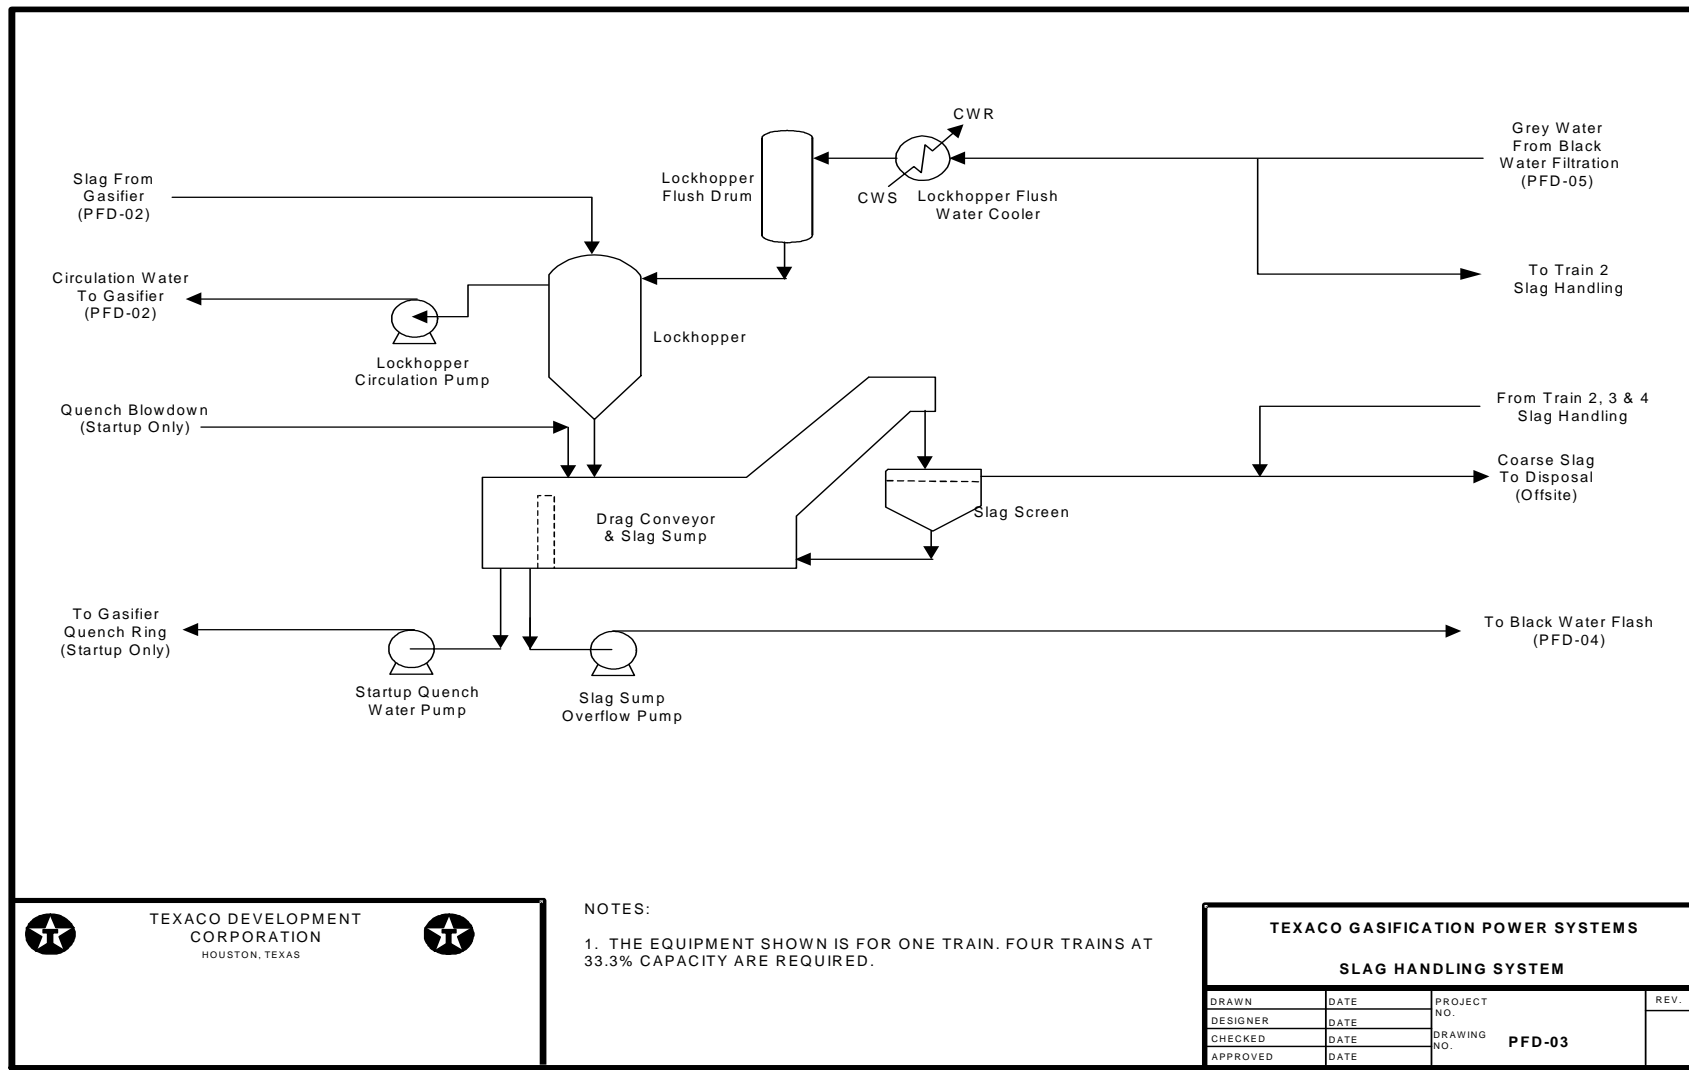 CWR
Grey Water
From Black
Water Filtration
(PFD-05)
Slag From
Gasifier
(PFD-02)
Lockhopper
Flush Drum
CWS
Lockhopper Flush
Water Cooler
Circulation Water
To Gasifier
(PFD-02)
To Train 2
Slag Handling
Lockhopper
Lockhopper
Circulation Pump
Quench Blowdown
(Startup Only)
From Train 2, 3 & 4
Slag Handling
Coarse Slag
To Disposal
(Offsite)
Drag Conveyor
& Slag Sump
Slag Screen
To Gasifier
Quench Ring
(Startup Only)
To Black Water Flash
(PFD-04)
Startup Quench
Water Pump
Slag Sump
Overflow Pump
T
TEXACO DEVELOPMENT
CORPORATION
HOUSTON, TEXAS
T
NOTES:
1. THE EQUIPMENT SHOWN IS FOR ONE TRAIN. FOUR TRAINS AT
33.3% CAPACITY ARE REQUIRED.
TEXACO GASIFICATION POWER SYSTEMS
SLAG HANDLING SYSTEM
DRAWN DATE PROJECT NO. REV.
DESIGNER DATE
CHECKED DATE DRAWING NO. PFD-03
APPROVED DATE